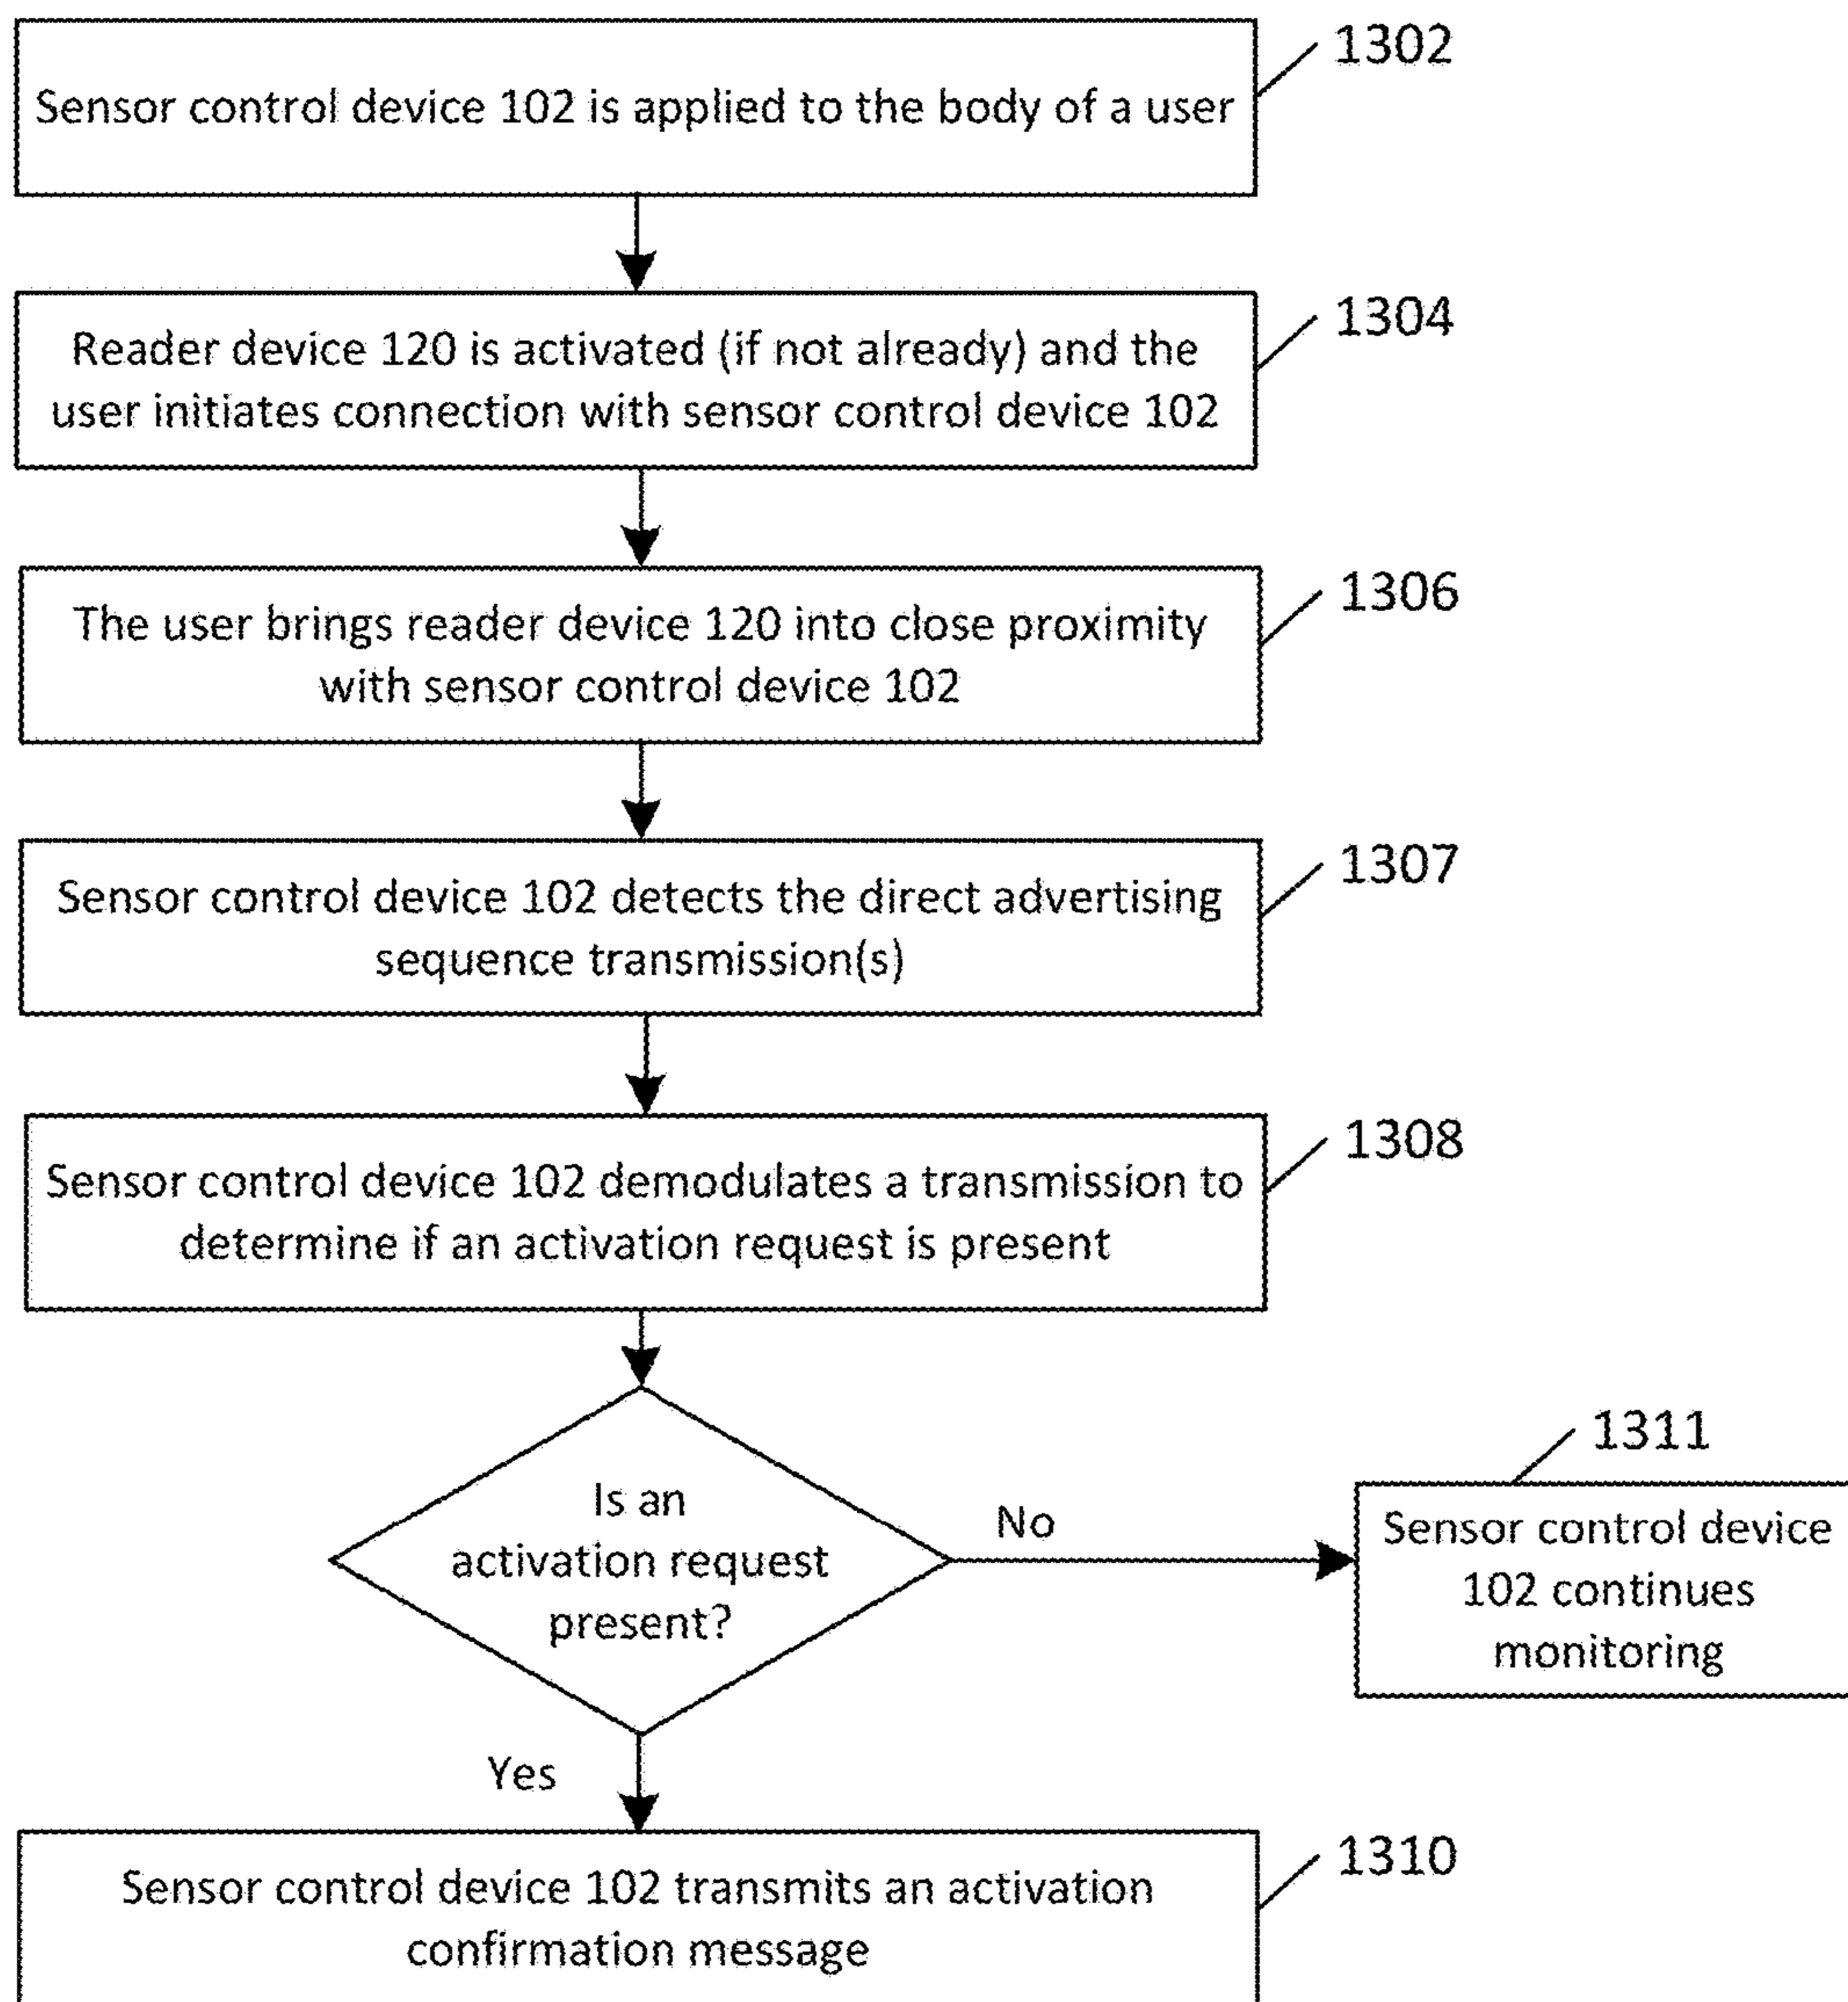 1302
Sensor control device 102 is applied to the body of a user
1304
Reader device 120 is activated (if not already) and the
user initiates connection with sensor control device 102
1306
The user brings reader device 120 into close proximity
with sensor control device 102
1307
Sensor control device 102 detects the direct advertising
sequence transmission(s)
1308
Sensor control device 102 demodulates a transmission to
determine if an activation request is present
Is an
activation request
present?
No
1311
Sensor control device
102 continues
monitoring
Yes
1310
Sensor control device 102 transmits an activation
confirmation message